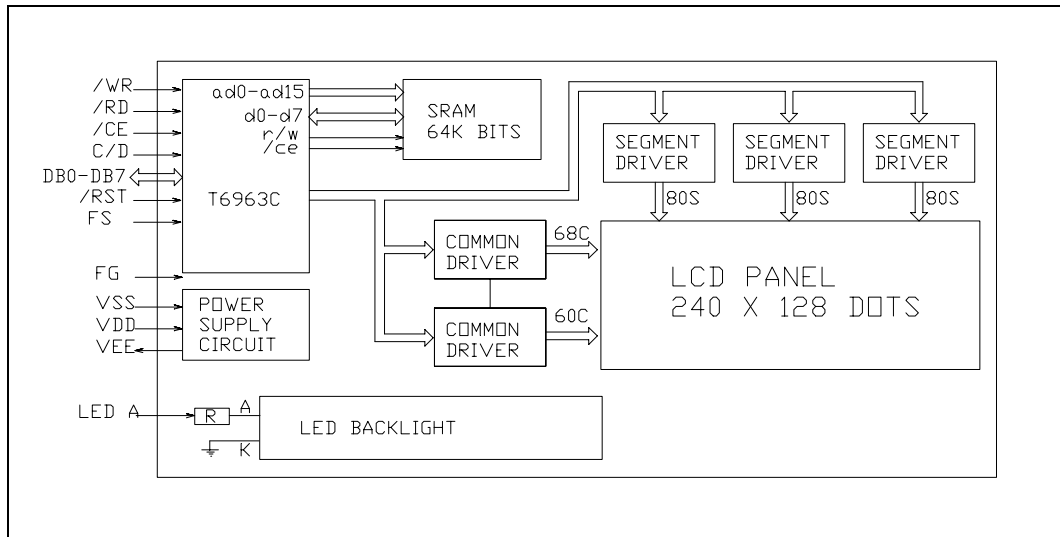 /WR
/RD
/CE
C/D
DB0-DB7
/RST
FS
FG
VSS
VDD
VEE
ad0-ad15
d0-d7
r/w
/ce
T6963C
SRAM
64K BITS
SEGMENT
DRIVER
SEGMENT
DRIVER
SEGMENT
DRIVER
80S
80S
80S
COMMON
DRIVER
68C
COMMON
DRIVER
60C
LCD PANEL
240 X 128 DOTS
POWER
SUPPLY
CIRCUIT
LED A
R
A
K
LED BACKLIGHT